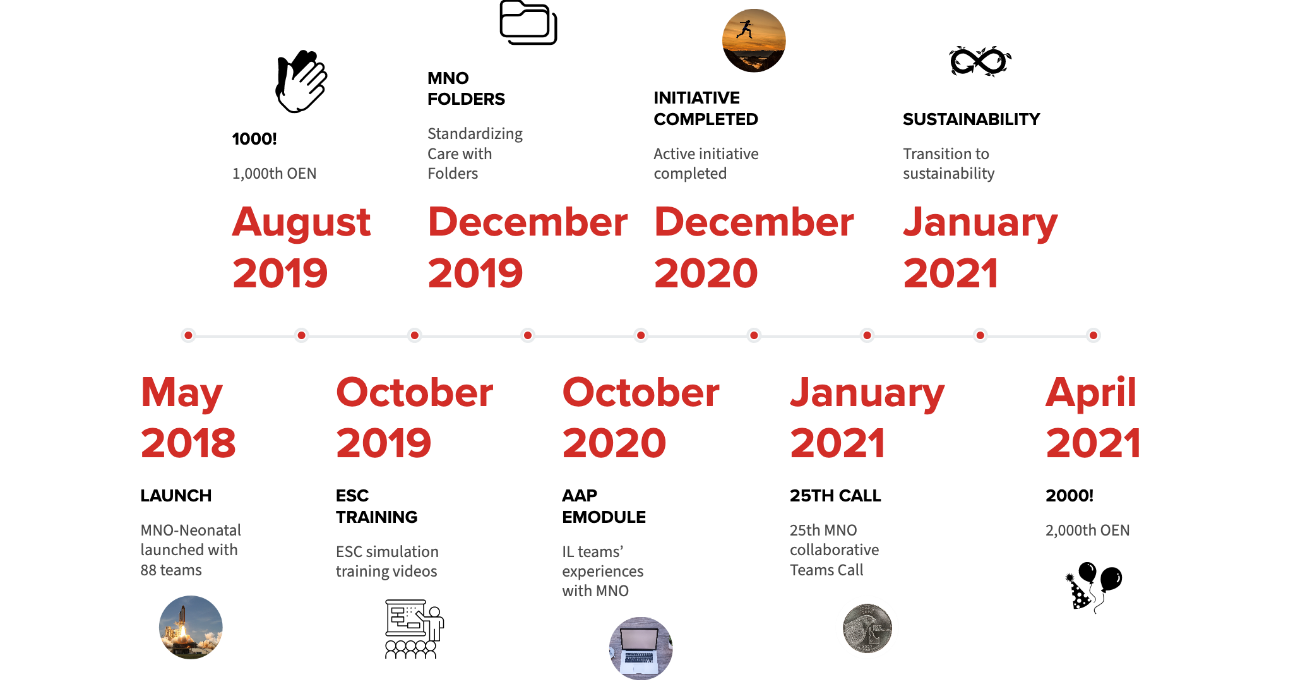 1000!
1,000th OEN
August
2019
MNO
FOLDERS
Standardizing
Care with
Folders
December
2019
INITIATIVE
COMPLETED
Active initiative
completed
December
2020
SUSTAINABILITY
Transition to
sustainability
January
2021
May
2018
LAUNCH
MNO-Neonatal
launched with
88 teams
October
2019
ESC
TRAINING
ESC simulation
training videos
October
2020
AAP
EMODULE
IL teams’
experiences
with MNO
January
2021
25TH CALL
25th MNO
collaborative
Teams Call
April
2021
2000!
2,000th OEN